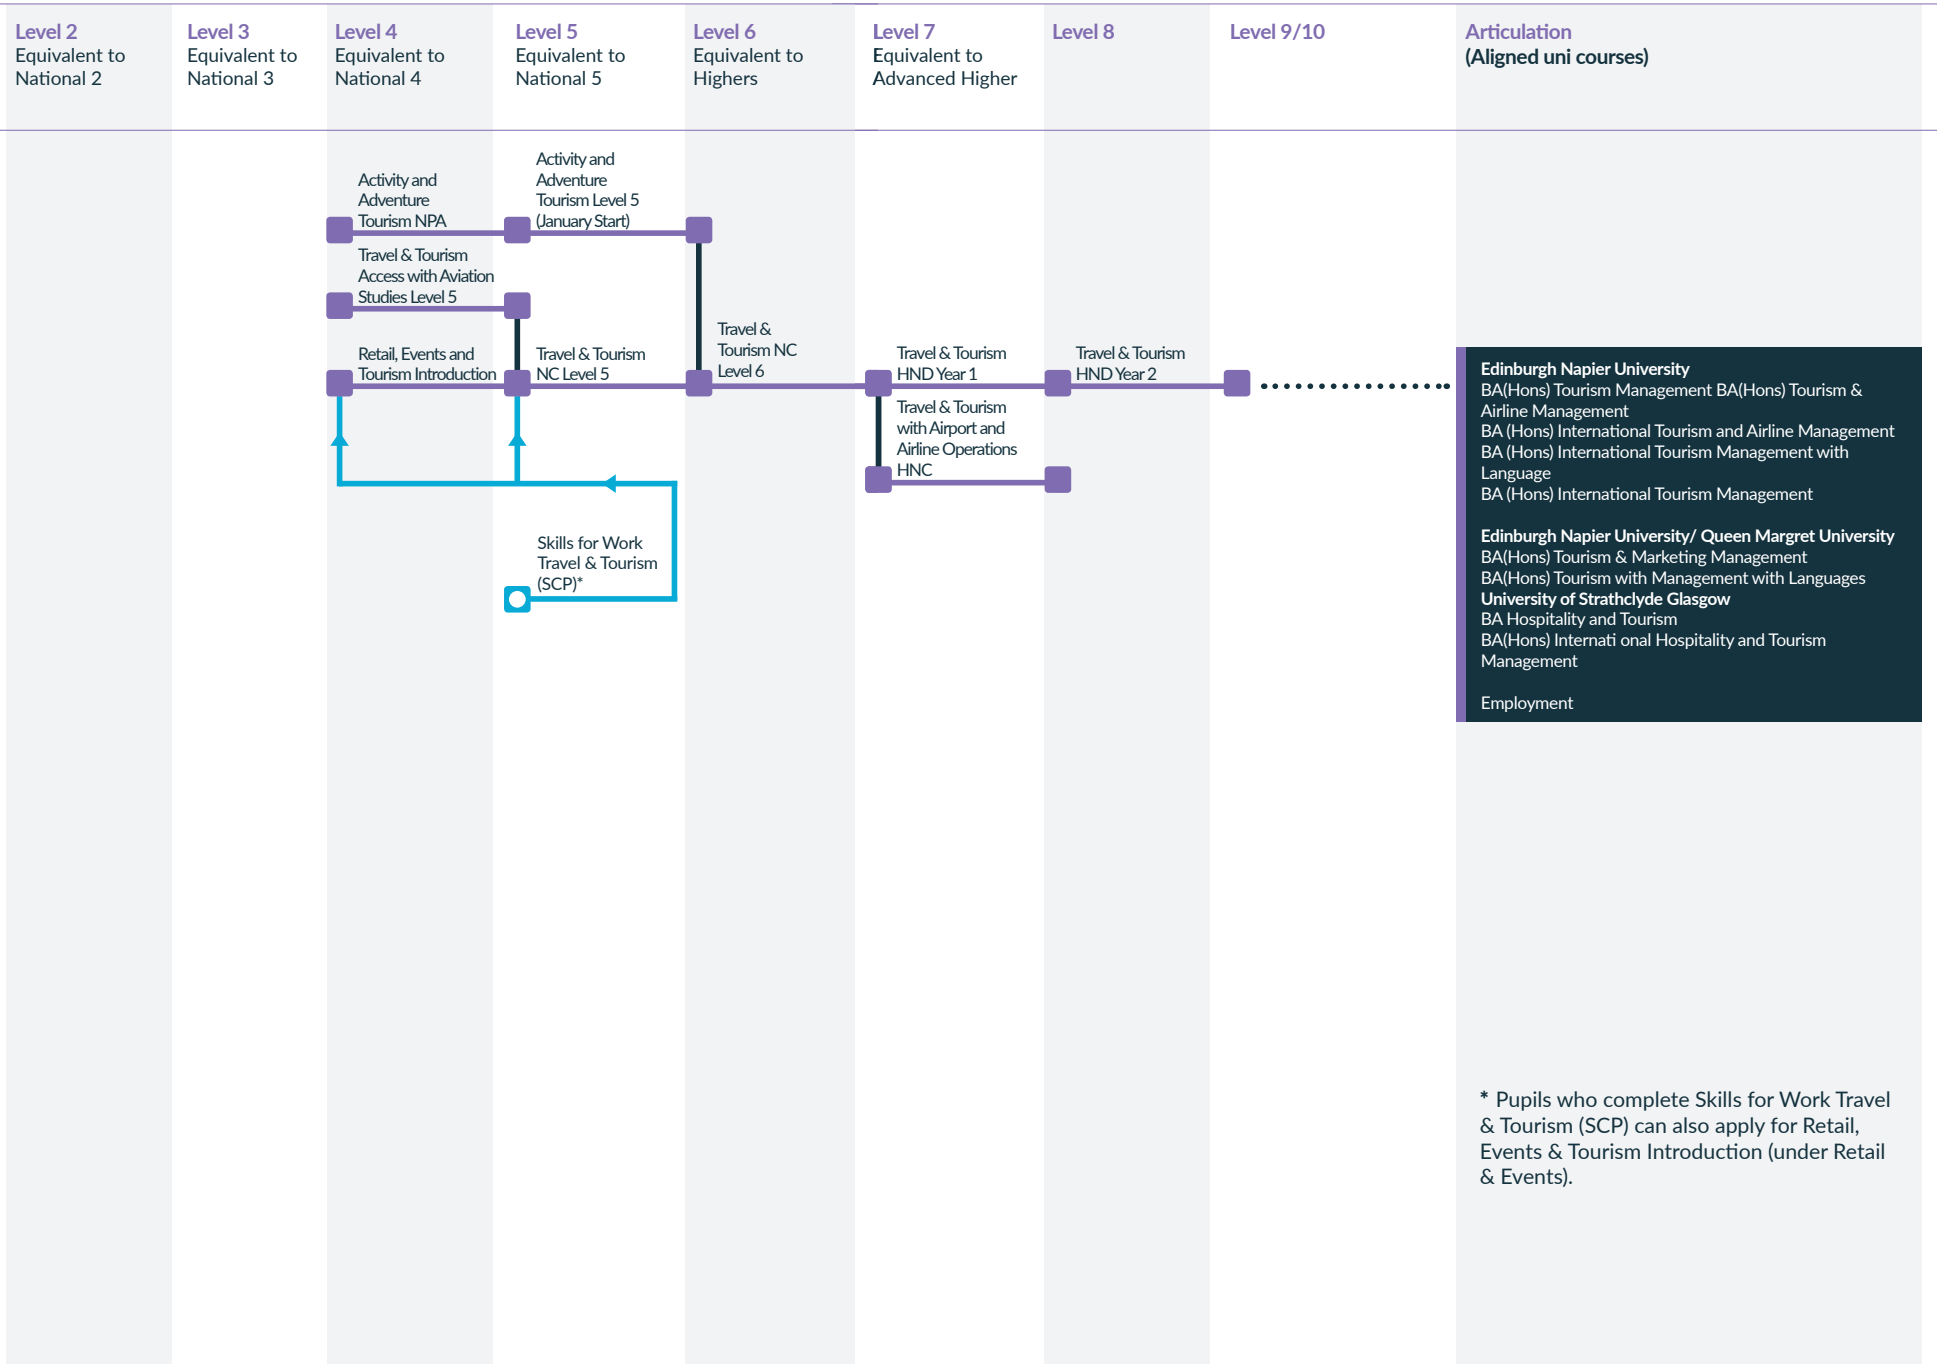 Level 2
Equivalent to
National 2
Level 3
Equivalent to
National 3
Level 4
Equivalent to
National 4
Level 5
Equivalent to
National 5
Level 6
Equivalent to
Highers
Level 7
Equivalent to
Advanced Higher
Level 8
Level 9/10
Articulation
(Aligned uni courses)
Activity and
Adventure
Tourism NPA
Activity and
Adventure
Tourism Level 5
(January Start)
Travel & Tourism
Access with Aviation
Studies Level 5
Retail, Events and
Tourism Introduction
Travel & Tourism
NC Level 5
Travel &
Tourism NC
Level 6
Travel & Tourism
HND Year 1
Travel & Tourism
HND Year 2
Travel & Tourism
with Airport and
Airline Operations
HNC
Skills for Work
Travel & Tourism
(SCP)*
Edinburgh Napier University
BA(Hons) Tourism Management BA(Hons) Tourism &
Airline Management
BA (Hons) International Tourism and Airline Management
BA (Hons) International Tourism Management with
Language
BA (Hons) International Tourism Management
Edinburgh Napier University/ Queen Margret University
BA(Hons) Tourism & Marketing Management
BA(Hons) Tourism with Management with Languages
University of Strathclyde Glasgow
BA Hospitality and Tourism
BA(Hons) Internati onal Hospitality and Tourism
Management
Employment
* Pupils who complete Skills for Work Travel
& Tourism (SCP) can also apply for Retail,
Events & Tourism Introduction (under Retail
& Events).